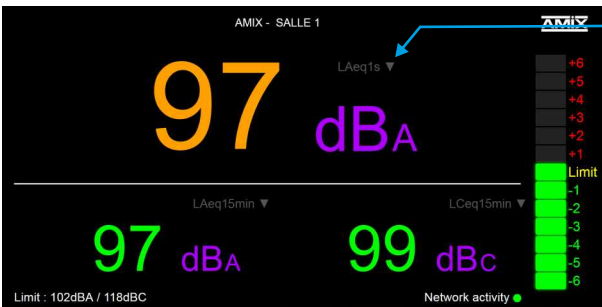 AMIX - SALLE 1
AMIX
LAeq1s ▼
97 dBA
+6
+5
+4
+3
+2
+1
Limit
-1
-2
-3
-4
-5
-6
LAeq15min ▼
97 dBA
LCeq15min ▼
99 dBC
Limit : 102dBA / 118dBC
Network activity